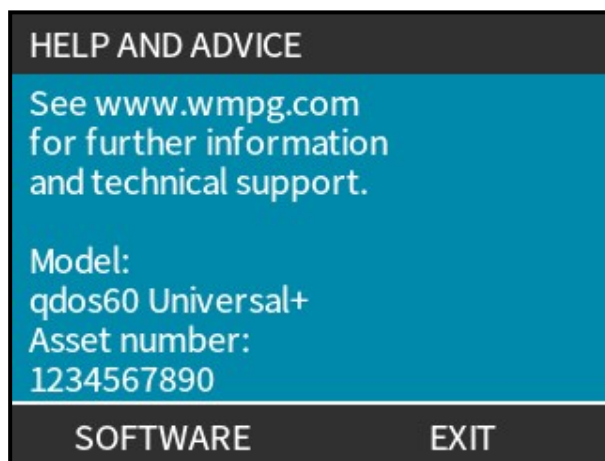 HELP AND ADVICE
See www.wmpg.com
for further information
and technical support.
Model:
qdos60 Universal+
Asset number:
1234567890
SOFTWARE EXIT